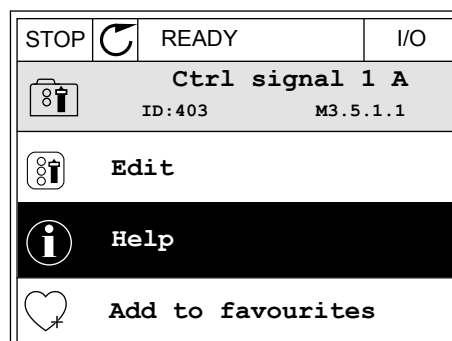 STOP READY I/O
Ctrl signal 1 A
ID:403 M3.5.1.1
Edit
Help
Add to favourites